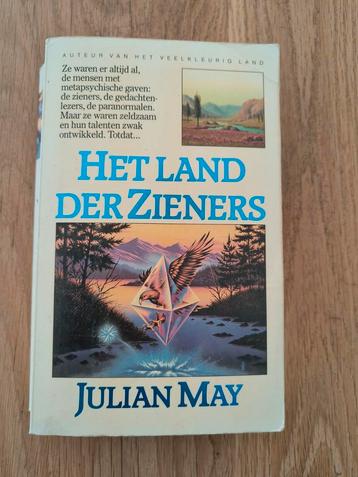 AUTEUR VAN HET VEELKLEURIG LAND
Ze waren er altijd al,
de mensen met
metapsychische gaven:
de zieners, de gedachten-
lezers, de paranormalen.
Maar ze waren zeldzaam
en hun talenten zwak
ontwikkeld. Totdat...
HET LAND
DER ZIENERS
JULIAN MAY